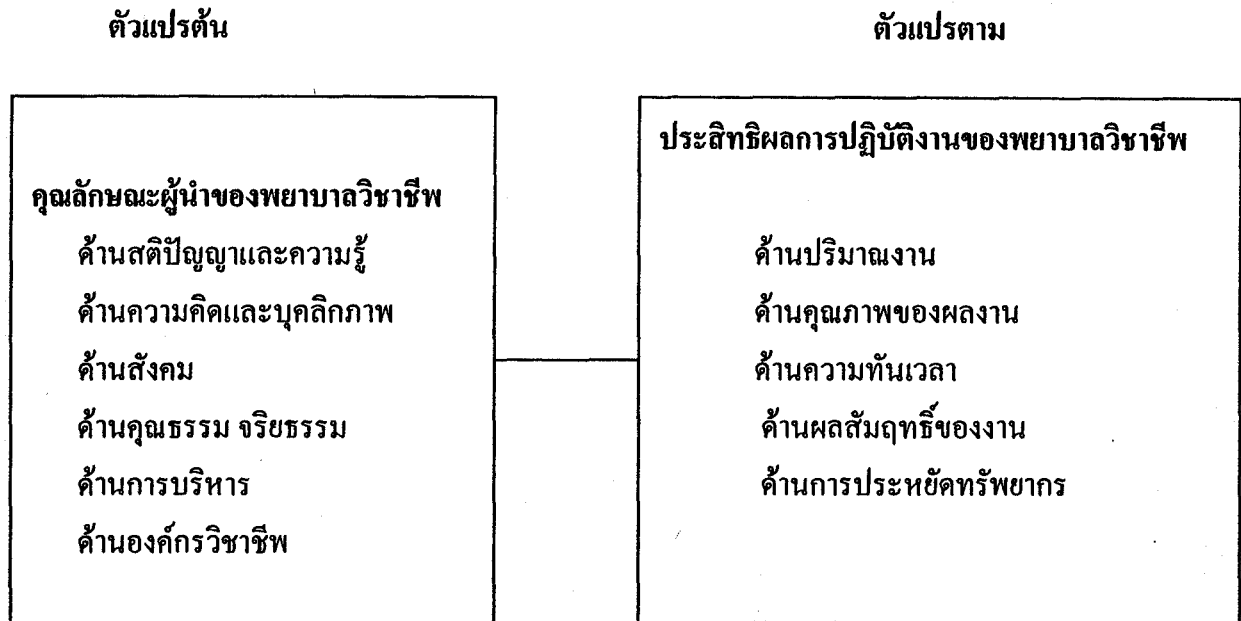 ตัวแปรต้น
ตัวแปรตาม
คุณลักษณะผู้นำของพยาบาลวิชาชีพ
ด้านสติปัญญาและความรู้
ด้านความคิดและบุคลิกภาพ
ด้านสังคม
ด้านคุณธรรม จริยธรรม
ด้านการบริหาร
ด้านองค์กรวิชาชีพ
ประสิทธิผลการปฏิบัติงานของพยาบาลวิชาชีพ
ด้านปริมาณงาน
ด้านคุณภาพของผลงาน
ด้านความทันเวลา
ด้านผลสัมฤทธิ์ของงาน
ด้านการประหยัดทรัพยากร